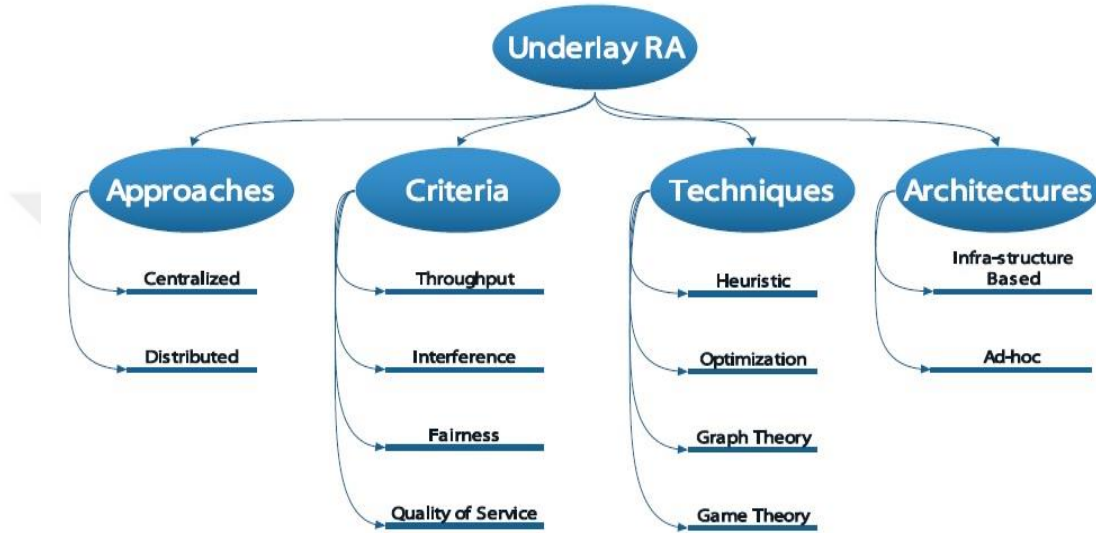 Underlay RA
Approaches
Criteria
Techniques
Architectures
Centralized
Distributed
Throughput
Interference
Fairness
Quality of Service
Heuristic
Optimization
Graph Theory
Game Theory
Infra-structure
Based
Ad-hoc